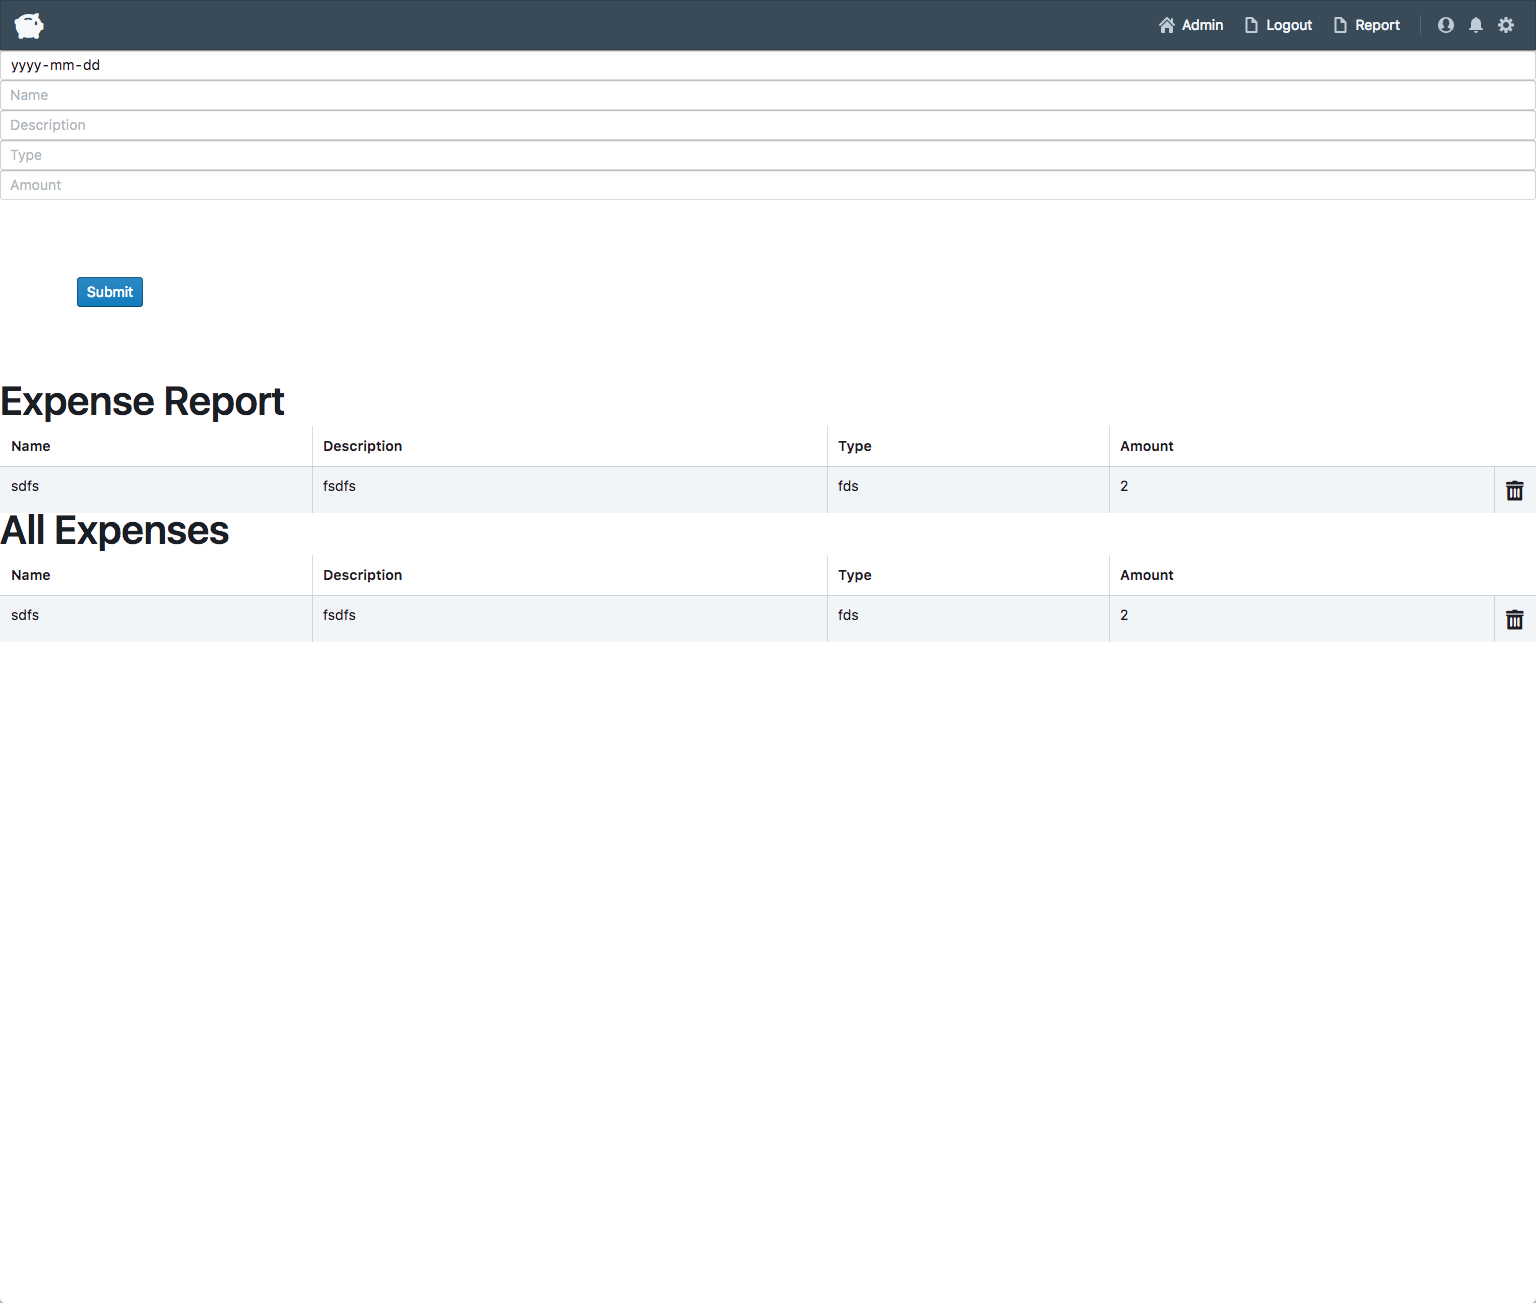 Admin Logout Report
yyyy-mm-dd
Name
Description
Type
Amount
Submit
Expense Report
Name Description Type Amount
sdfs fsdfs fds 2
All Expenses
Name Description Type Amount
sdfs fsdfs fds 2